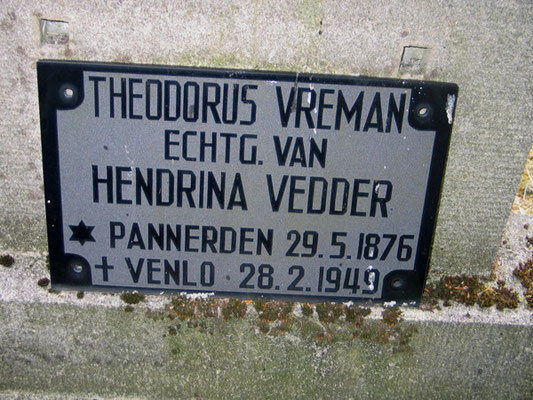 THEODORUS VREMAN
ECHTG. VAN
HENDRINA VEDDER
★ PANNERDEN 29.5.1876
✝ VENLO 28.2.1949